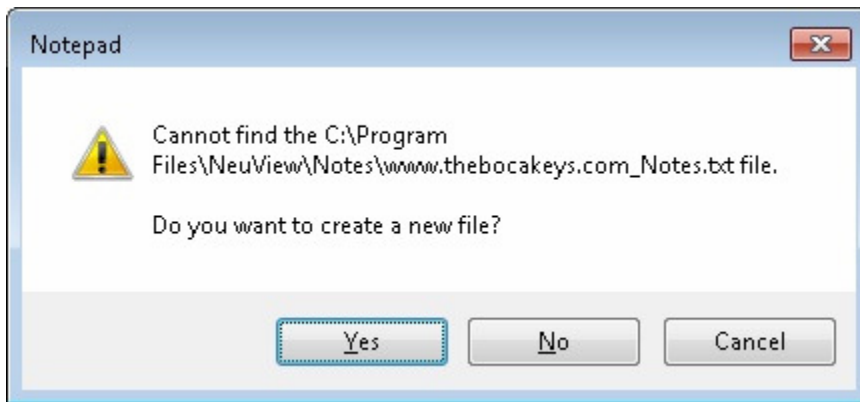 Notepad
Cannot find the C:\Program
Files\NeuView\Notes\www.thebocakeys.com_Notes.txt file.
Do you want to create a new file?
Yes No Cancel